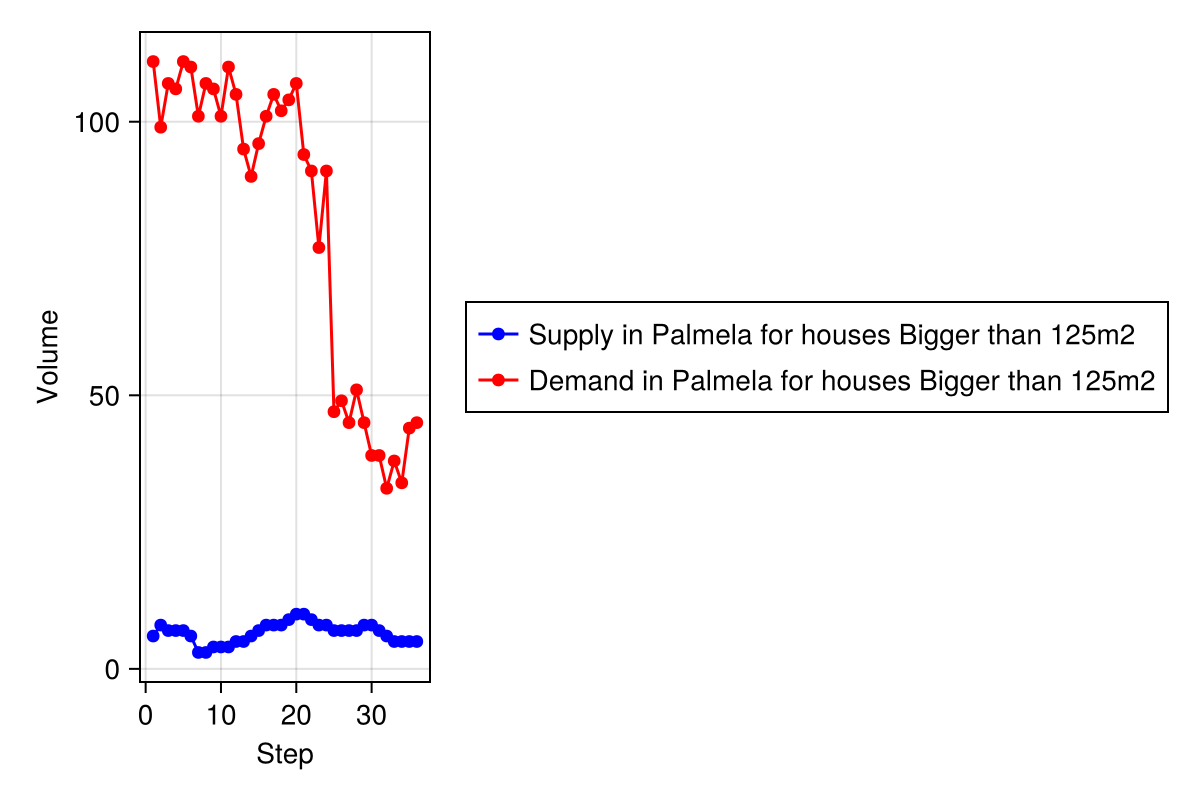 Volume
100
50
0
0 10 20 30
Step
Supply in Palmela for houses Bigger than 125m2
Demand in Palmela for houses Bigger than 125m2